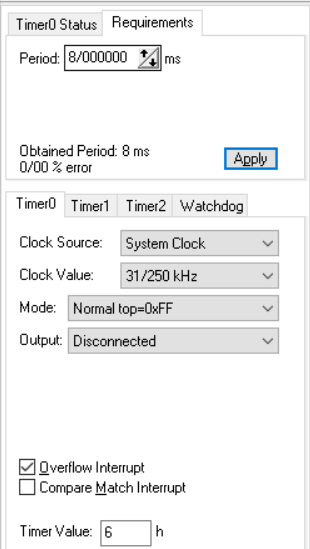 Timer0 Status Requirements
Period: 8/000000 ms
Obtained Period: 8 ms
0/00 % error
Apply
Timer0 Timer1 Timer2 Watchdog
Clock Source: System Clock
Clock Value: 31/250 kHz
Mode: Normal top=0xFF
Output: Disconnected
Overflow Interrupt
Compare Match Interrupt
Timer Value: 6 h